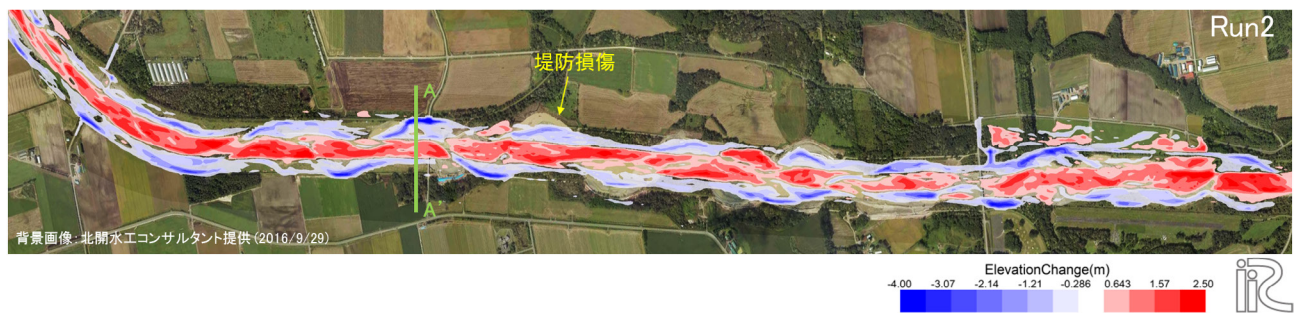 Run2
堤防損傷
A
A'
背景画像：北開水工コンサルタント提供(2016/9/29)
ElevationChange(m)
-4.00 -3.07 -2.14 -1.21 -0.286 0.643 1.57 2.50
iRIC